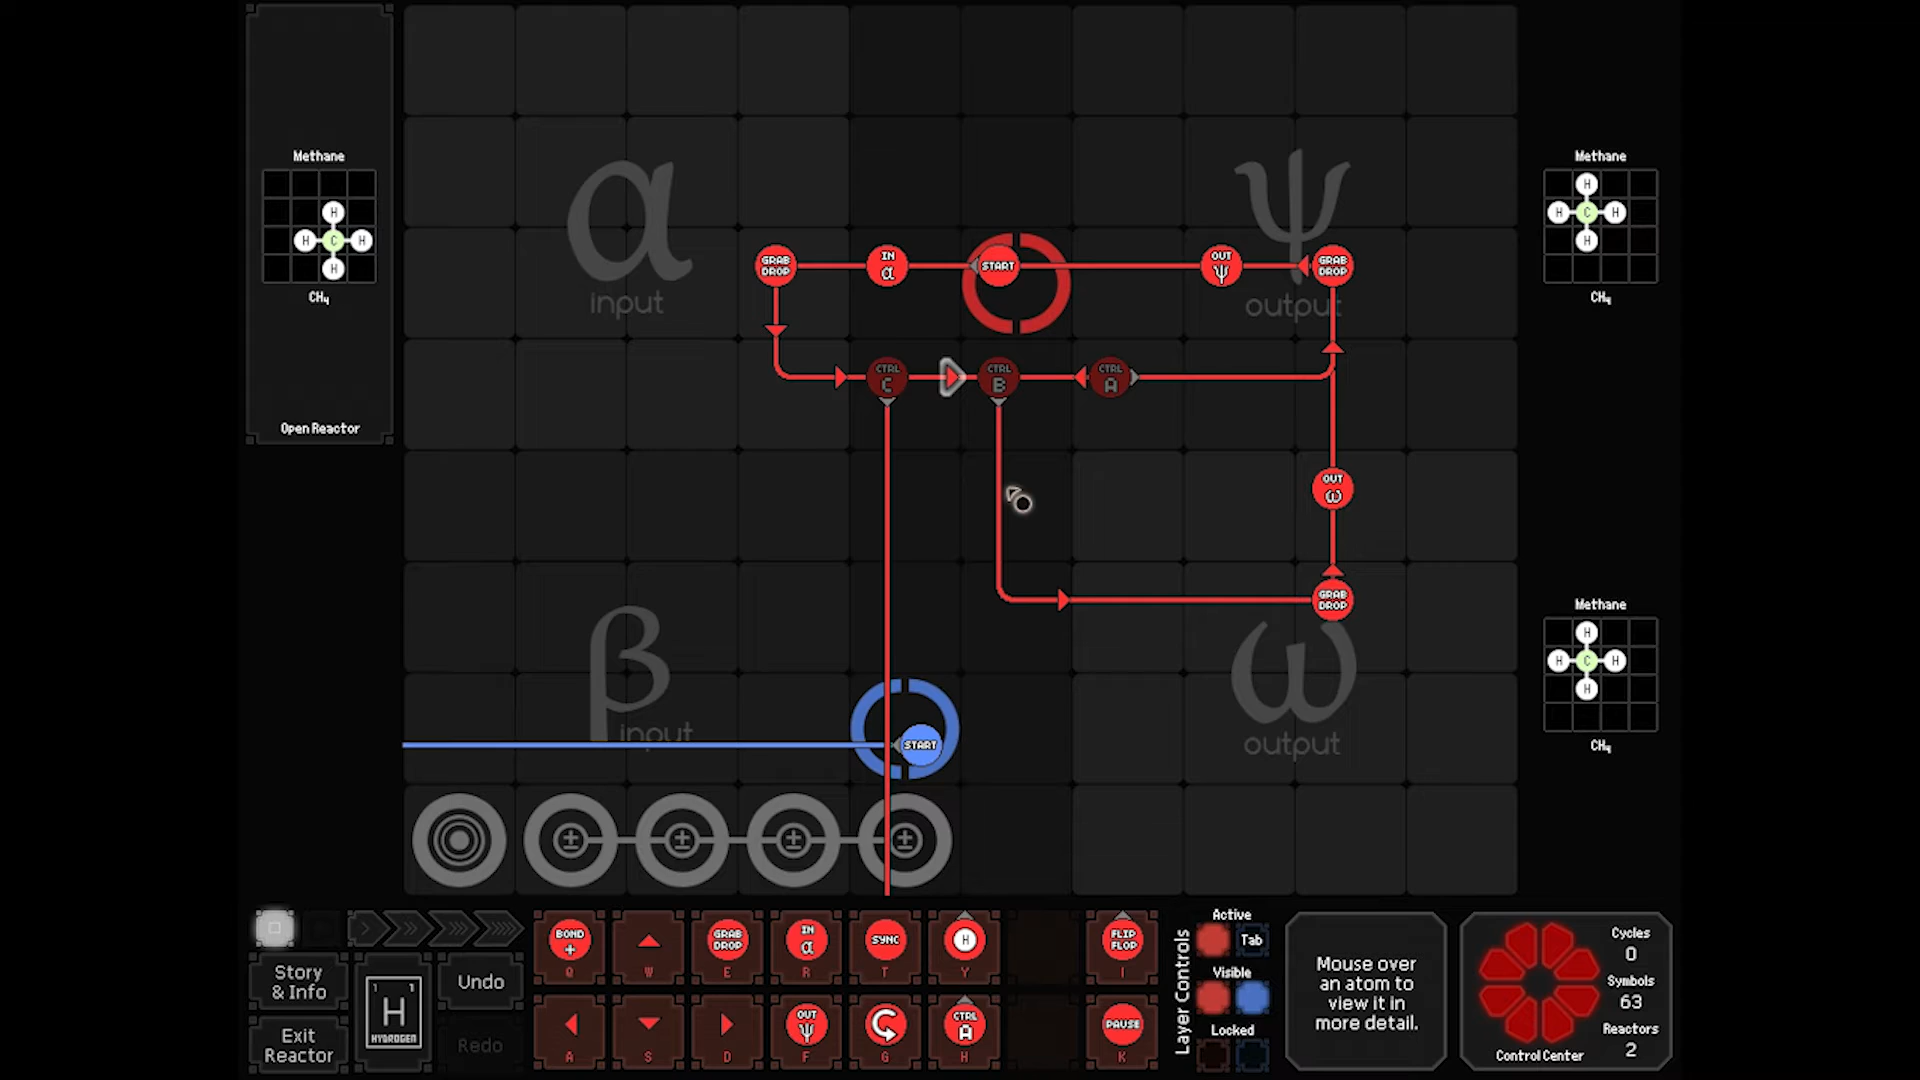 Methane
H
H C H
H
CH₄
Open Reactor
α
input
ψ
output
β
input
ω
output
GRAB DROP
IN α
START
OUT ψ
GRAB DROP
CTRL C
CTRL B
CTRL A
OUT ω
GRAB DROP
START
Methane
H
H C H
H
CH₄
Methane
H
H C H
H
CH₄
Story & Info
Exit Reactor
1 1
H
HYDROGEN
Undo
Redo
BOND +
Q
W
GRAB DROP
E
IN α
R
SYNC
T
H
Y
FLIP FLOP
I
A
S
D
OUT ψ
F
G
CTRL A
H
PAUSE
K
Layer Controls
Active
Tab
Visible
Locked
Mouse over
an atom to
view it in
more detail.
Control Center
Cycles
0
Symbols
63
Reactors
2